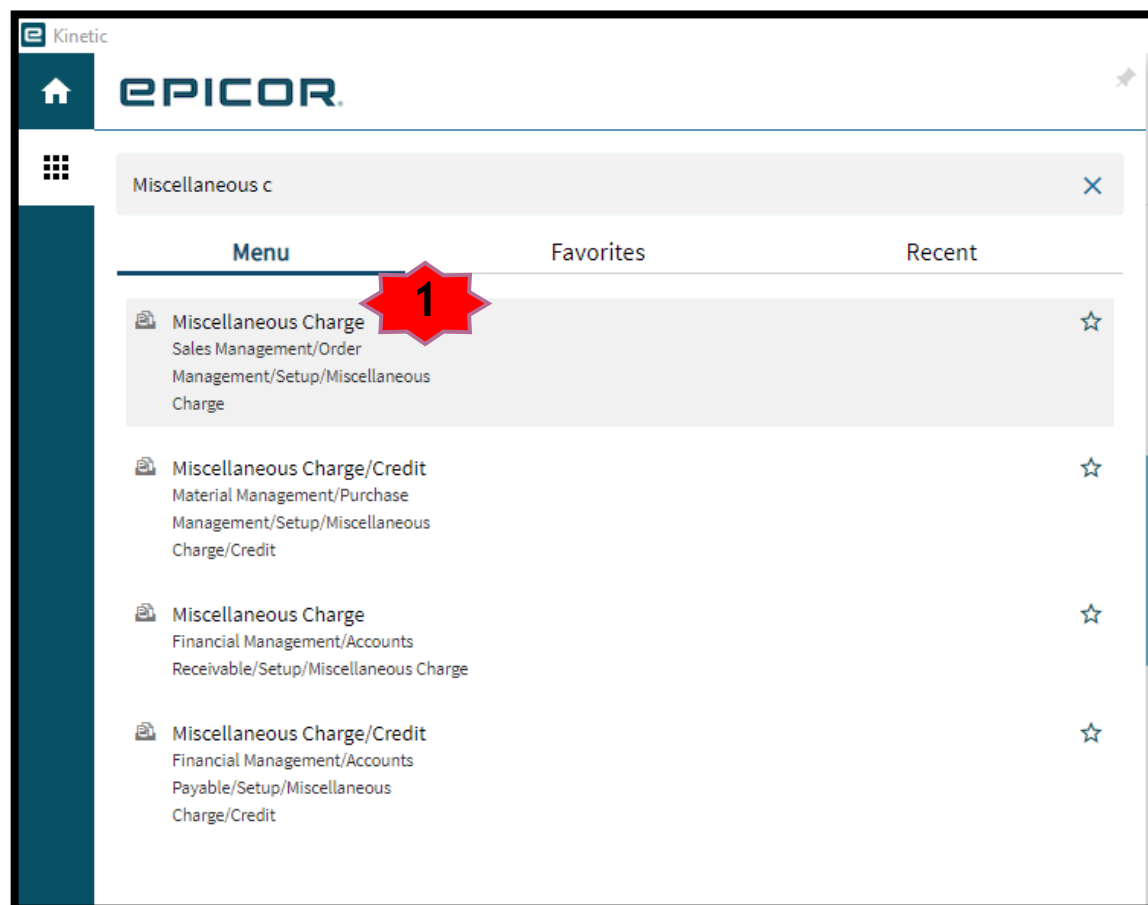 Kinetic
EPICOR.
Miscellaneous c
Menu Favorites Recent
1
Miscellaneous Charge
Sales Management/Order
Management/Setup/Miscellaneous
Charge
Miscellaneous Charge/Credit
Material Management/Purchase
Management/Setup/Miscellaneous
Charge/Credit
Miscellaneous Charge
Financial Management/Accounts
Receivable/Setup/Miscellaneous Charge
Miscellaneous Charge/Credit
Financial Management/Accounts
Payable/Setup/Miscellaneous
Charge/Credit